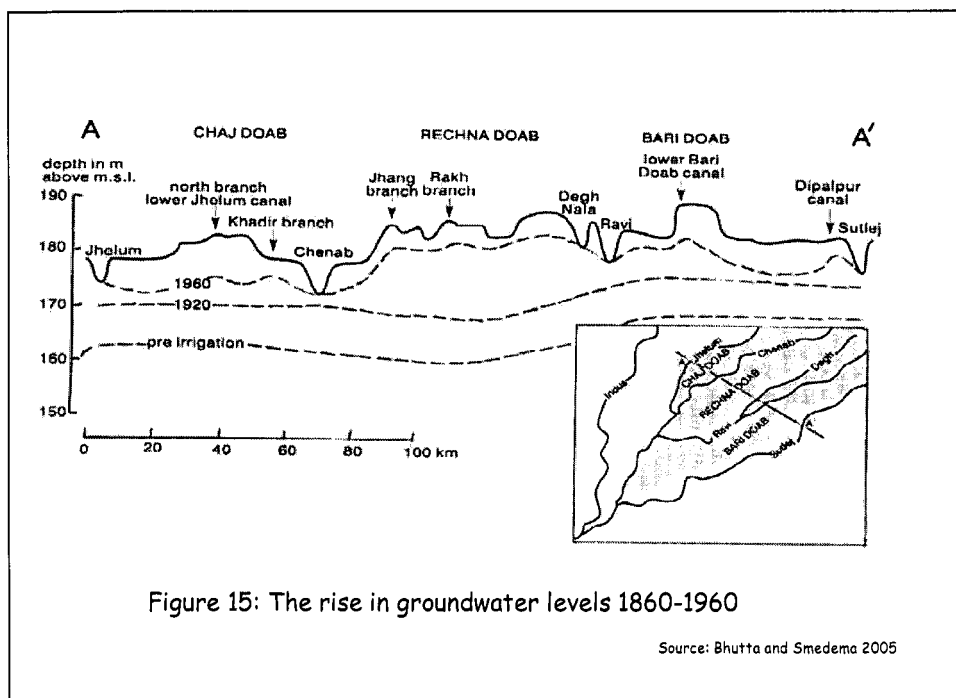 A
CHAJ DOAB
RECHNA DOAB
BARI DOAB
A'
depth in m
above m.s.l.
north branch
lower Jholum canal
Khadir branch
Jhang
branch
Rakh
branch
Degh
Nala
lower Bari
Doab canal
Dipalpur
canal
Jhelum
Chenab
Ravi
Sutlej
190
180
170
160
150
1960
1920
pre Irrigation
0
20
40
60
80
100 km
Indus
Jhelum
CHAJ DOAB
Chenab
RECHNA DOAB
Degh
Ravi
BARI DOAB
Sutlej
Figure 15: The rise in groundwater levels 1860-1960
Source: Bhutta and Smedema 2005